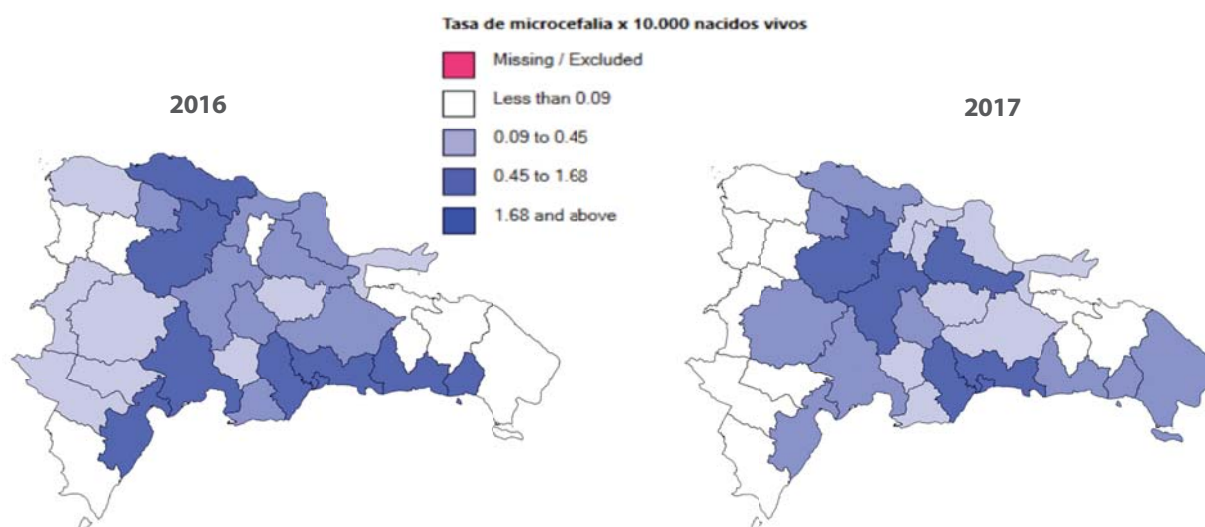 Tasa de microcefalia x 10.000 nacidos vivos
Missing / Excluded
Less than 0.09
0.09 to 0.45
0.45 to 1.68
1.68 and above
2016
2017